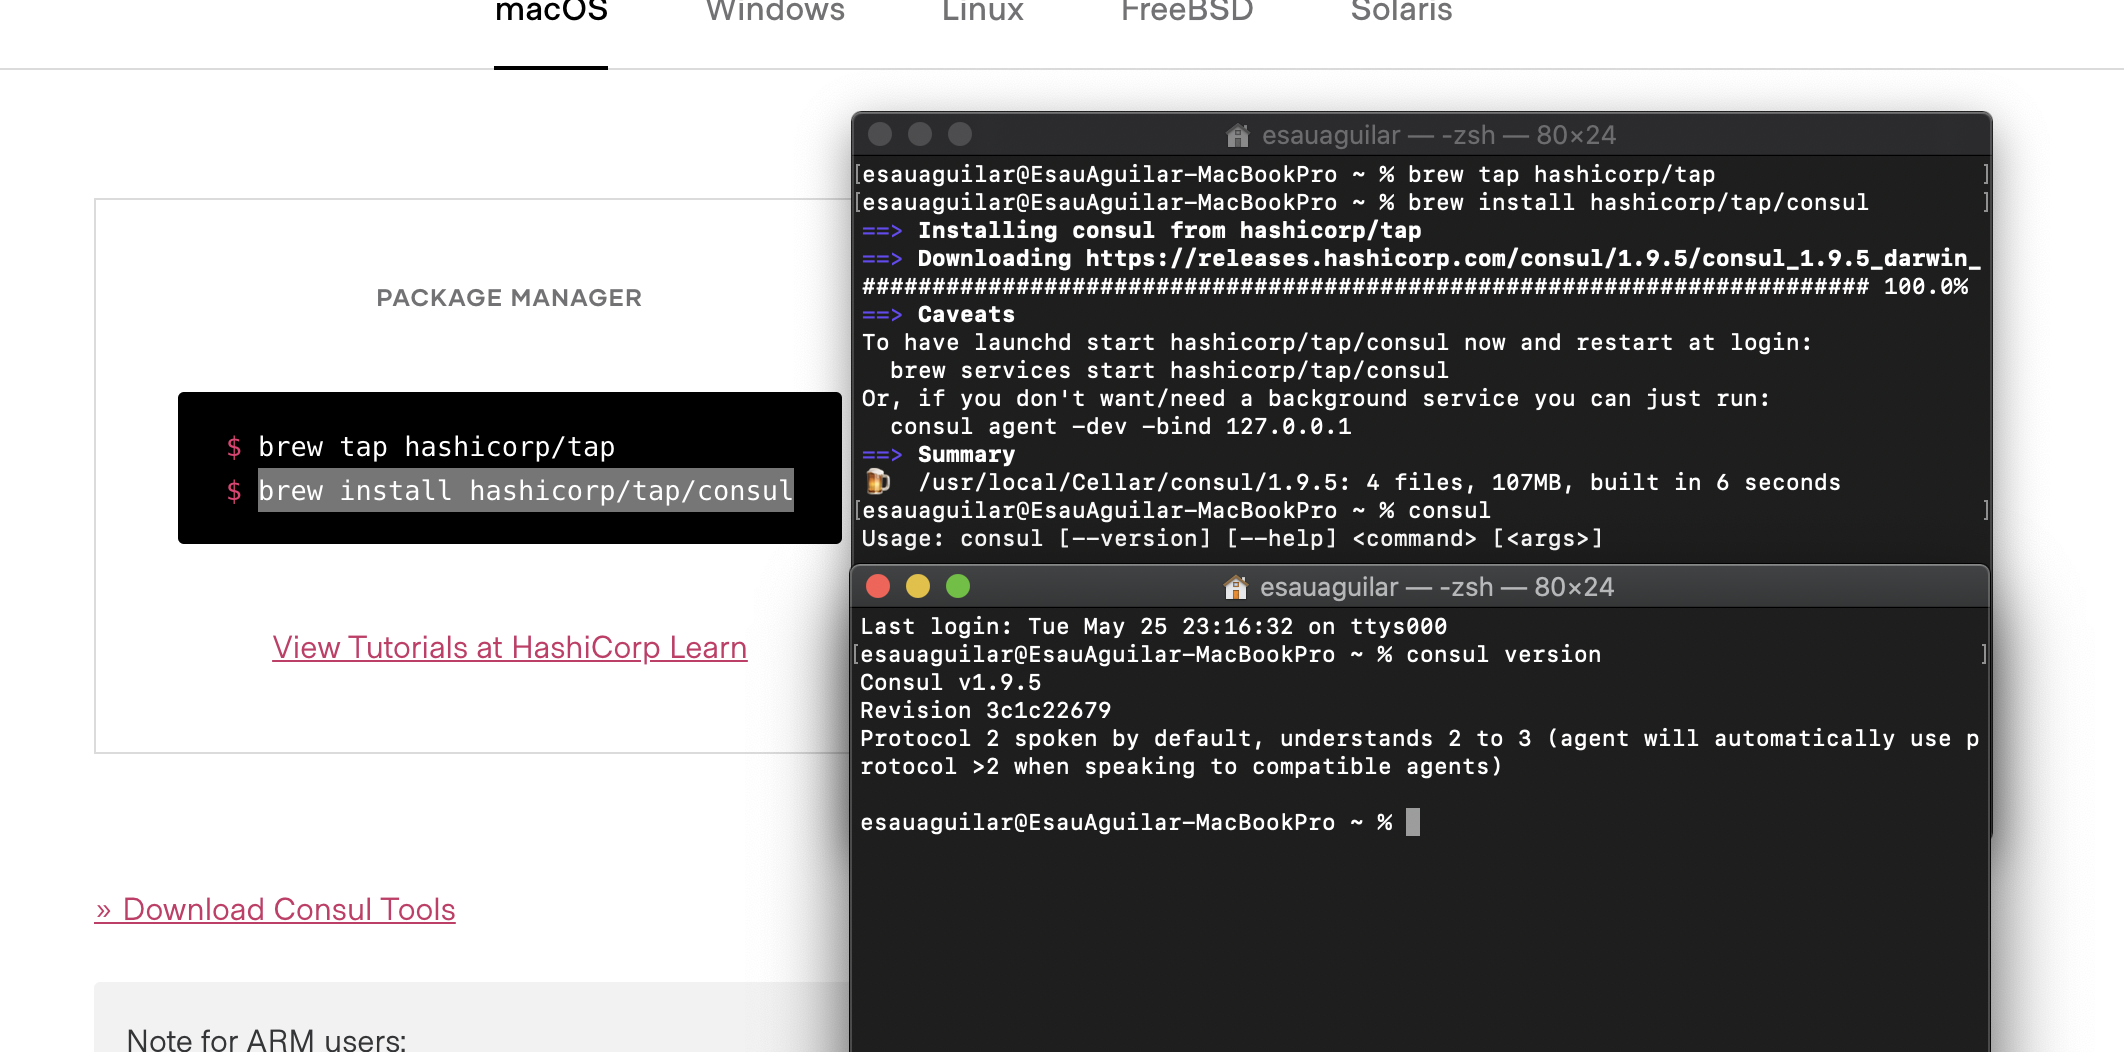 macOS Windows Linux FreeBSD Solaris
PACKAGE MANAGER
$ brew tap hashicorp/tap
$ brew install hashicorp/tap/consul
View Tutorials at HashiCorp Learn
» Download Consul Tools
Note for ARM users:
esauaguilar — -zsh — 80×24
[esauaguilar@EsauAguilar-MacBookPro ~ % brew tap hashicorp/tap ]
[esauaguilar@EsauAguilar-MacBookPro ~ % brew install hashicorp/tap/consul ]
==> Installing consul from hashicorp/tap
==> Downloading https://releases.hashicorp.com/consul/1.9.5/consul_1.9.5_darwin_
######################################################################## 100.0%
==> Caveats
To have launchd start hashicorp/tap/consul now and restart at login:
brew services start hashicorp/tap/consul
Or, if you don't want/need a background service you can just run:
consul agent -dev -bind 127.0.0.1
==> Summary
🍺 /usr/local/Cellar/consul/1.9.5: 4 files, 107MB, built in 6 seconds
[esauaguilar@EsauAguilar-MacBookPro ~ % consul ]
Usage: consul [--version] [--help] <command> [<args>]
esauaguilar — -zsh — 80×24
Last login: Tue May 25 23:16:32 on ttys000
[esauaguilar@EsauAguilar-MacBookPro ~ % consul version ]
Consul v1.9.5
Revision 3c1c22679
Protocol 2 spoken by default, understands 2 to 3 (agent will automatically use p
rotocol >2 when speaking to compatible agents)
esauaguilar@EsauAguilar-MacBookPro ~ %